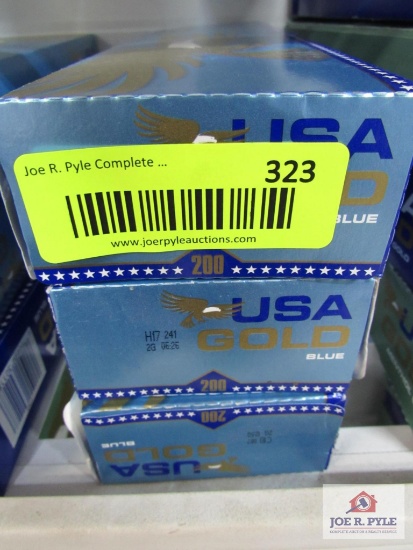 Joe R. Pyle Complete ...
323
www.joerpyleauctions.com
USA
GOLD
BLUE
200
USA
GOLD
BLUE
H17 241
200
200
BLUE
GOLD
USA
JOE R. PYLE